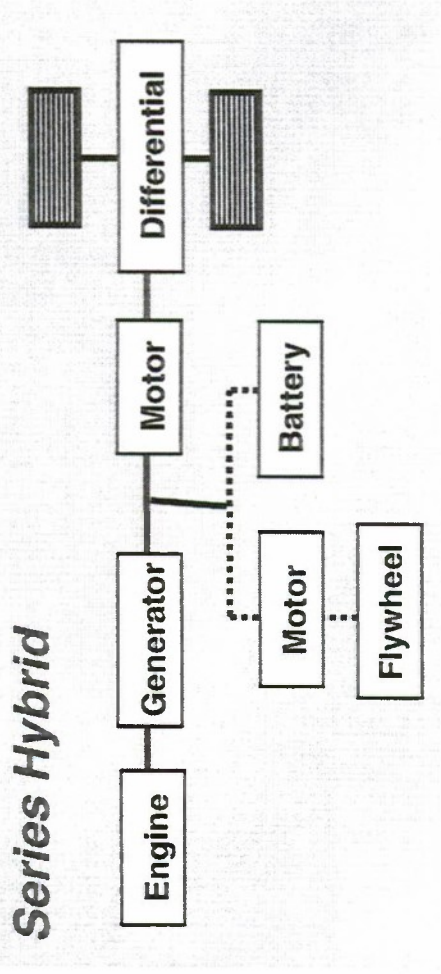 Series Hybrid
Engine
Generator
Motor
Differential
Motor
Battery
Flywheel